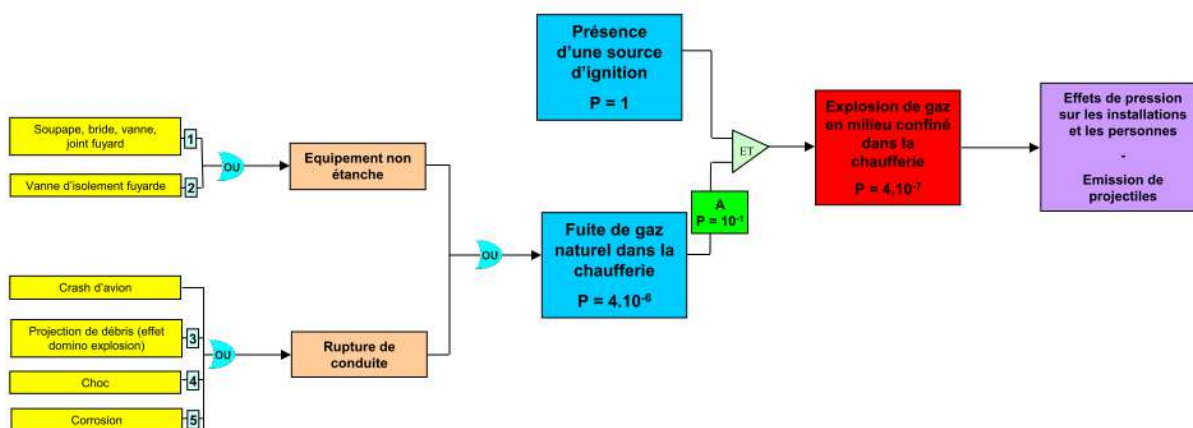 Présence
d'une source
d'ignition
P = 1
Soupape, bride, vanne,
joint fuyard
1
Vanne d'isolement fuyarde
2
OU
Equipement non
étanche
ET
Explosion de gaz
en milieu confiné
dans la
chaufferie
P = 4.10⁻⁷
Effets de pression
sur les installations
et les personnes
-
Emission de
projectiles
A
P = 10⁻¹
OU
Fuite de gaz
naturel dans la
chaufferie
P = 4.10⁻⁶
Crash d'avion
Projection de débris (effet
domino explosion)
3
Choc
4
Corrosion
5
OU
Rupture de
conduite